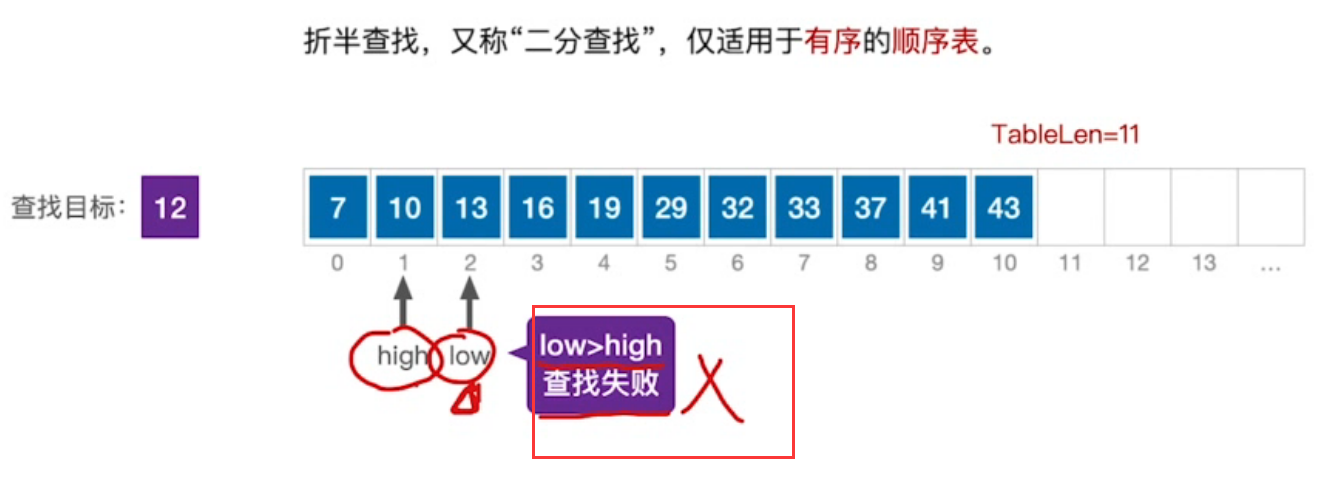 折半查找，又称“二分查找”，仅适用于有序的顺序表。
TableLen=11
查找目标： 12 7 10 13 16 19 29 32 33 37 41 43
0 1 2 3 4 5 6 7 8 9 10 11 12 13 ...
high low
low>high
查找失败